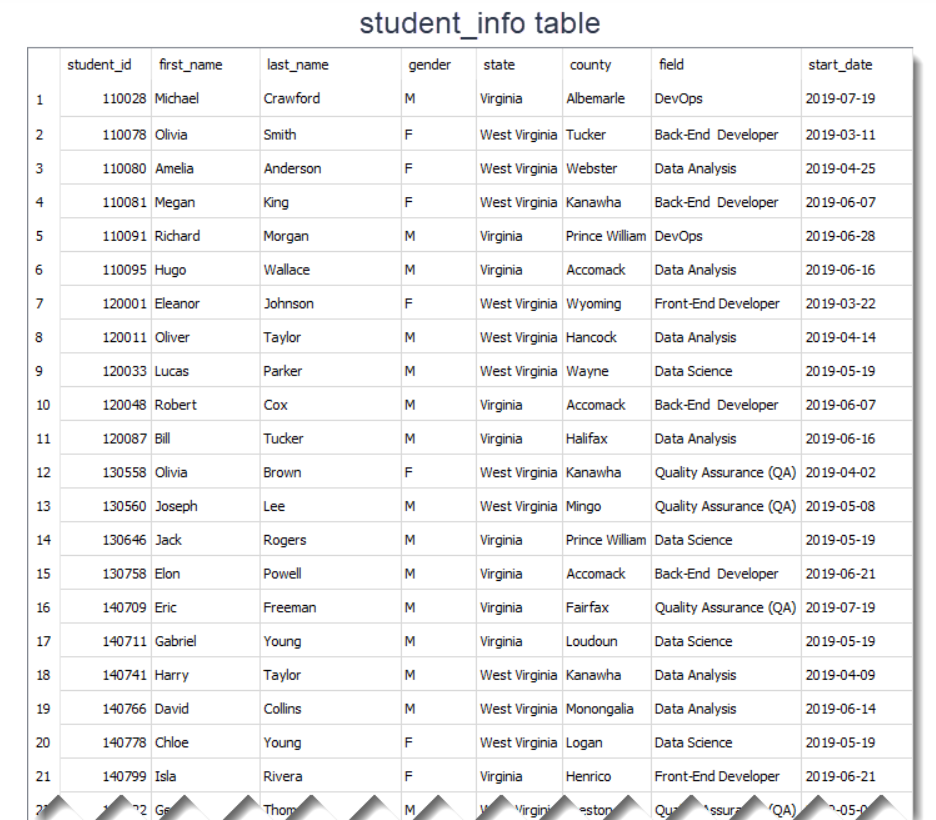 student_info table
student_id first_name last_name gender state county field start_date
1 110028 Michael Crawford M Virginia Albemarle DevOps 2019-07-19
2 110078 Olivia Smith F West Virginia Tucker Back-End Developer 2019-03-11
3 110080 Amelia Anderson F West Virginia Webster Data Analysis 2019-04-25
4 110081 Megan King F West Virginia Kanawha Back-End Developer 2019-06-07
5 110091 Richard Morgan M Virginia Prince William DevOps 2019-06-28
6 110095 Hugo Wallace M Virginia Accomack Data Analysis 2019-06-16
7 120001 Eleanor Johnson F West Virginia Wyoming Front-End Developer 2019-03-22
8 120011 Oliver Taylor M West Virginia Hancock Data Analysis 2019-04-14
9 120033 Lucas Parker M West Virginia Wayne Data Science 2019-05-19
10 120048 Robert Cox M Virginia Accomack Back-End Developer 2019-06-07
11 120087 Bill Tucker M Virginia Halifax Data Analysis 2019-06-16
12 130558 Olivia Brown F West Virginia Kanawha Quality Assurance (QA) 2019-04-02
13 130560 Joseph Lee M West Virginia Mingo Quality Assurance (QA) 2019-05-08
14 130646 Jack Rogers M Virginia Prince William Data Science 2019-05-19
15 130758 Elon Powell M Virginia Accomack Back-End Developer 2019-06-21
16 140709 Eric Freeman M Virginia Fairfax Quality Assurance (QA) 2019-07-19
17 140711 Gabriel Young M Virginia Loudoun Data Science 2019-05-19
18 140741 Harry Taylor M West Virginia Kanawha Data Analysis 2019-04-09
19 140766 David Collins M West Virginia Monongalia Data Analysis 2019-06-14
20 140778 Chloe Young F West Virginia Logan Data Science 2019-05-19
21 140799 Isla Rivera F Virginia Henrico Front-End Developer 2019-06-21
M (QA)